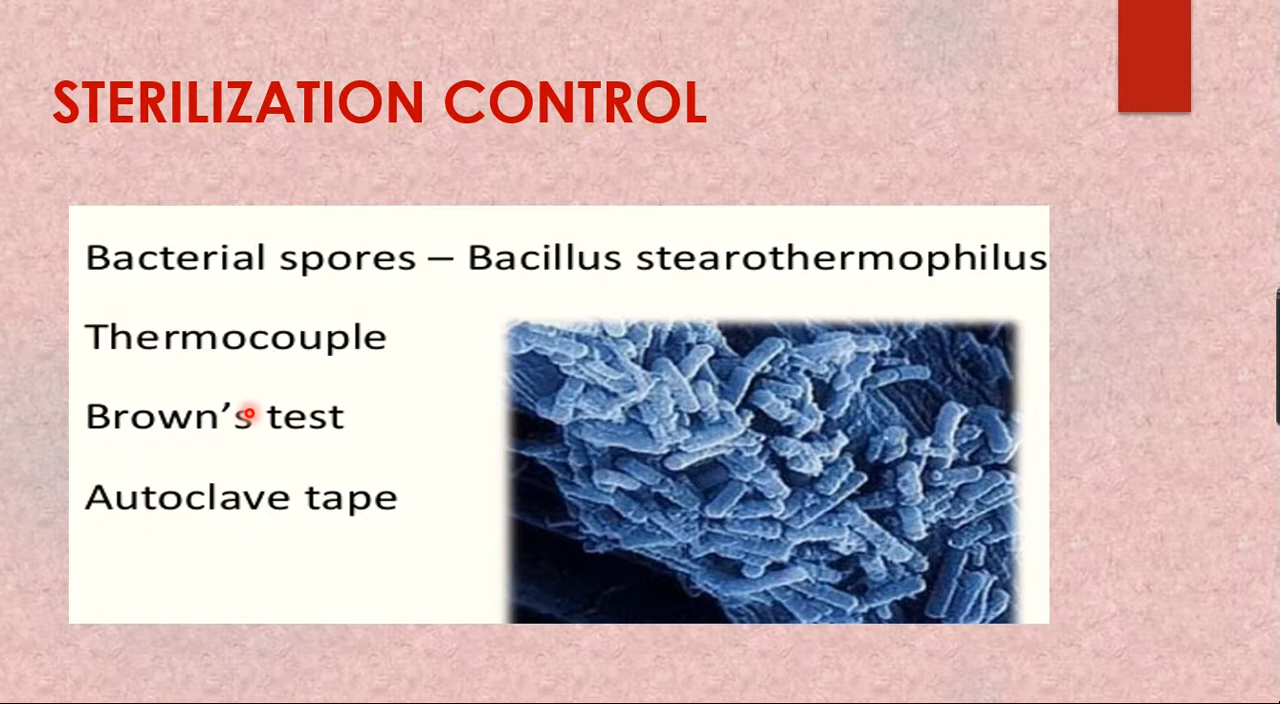 STERILIZATION CONTROL
Bacterial spores – Bacillus stearothermophilus
Thermocouple
Brown’s test
Autoclave tape